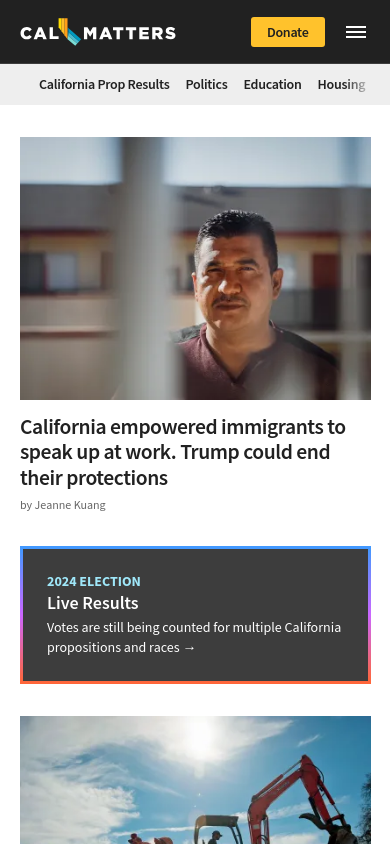 CAL MATTERS
Donate
California Prop Results Politics Education Housing
California empowered immigrants to
speak up at work. Trump could end
their protections
by Jeanne Kuang
2024 ELECTION
Live Results
Votes are still being counted for multiple California
propositions and races →